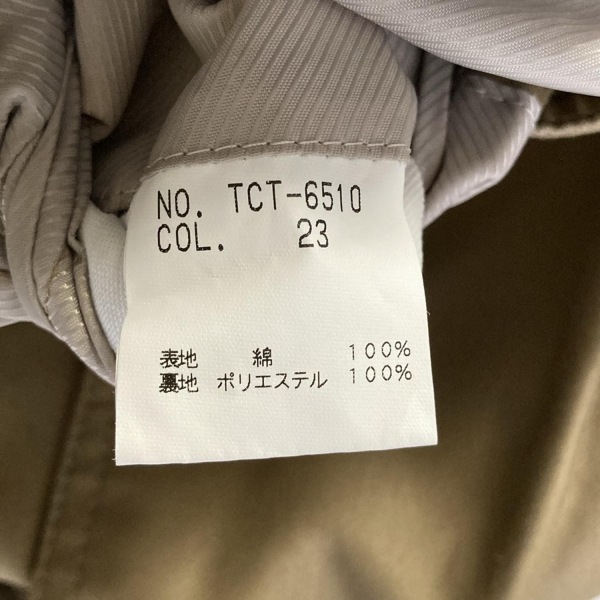 NO. TCT-6510
COL. 23
表地 綿 100%
裏地 ポリエステル 100%